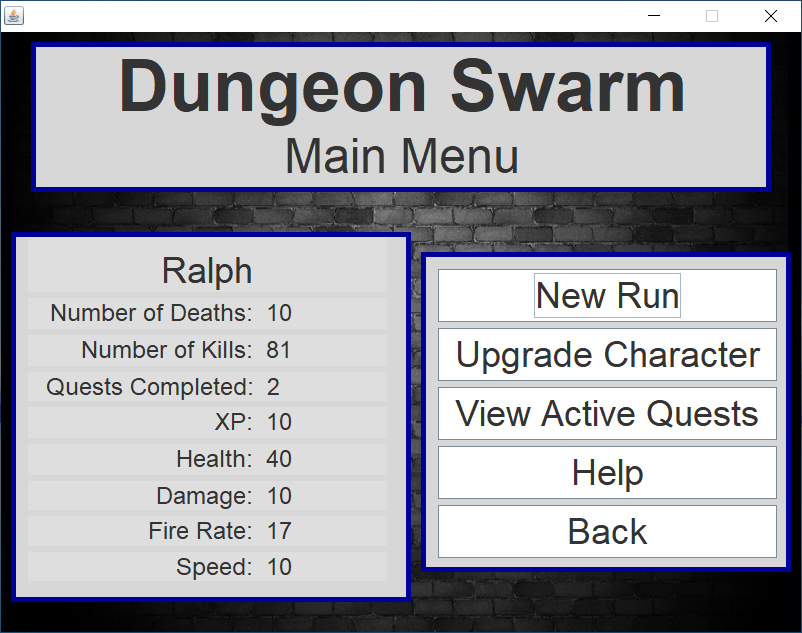 Dungeon Swarm
Main Menu
Ralph
Number of Deaths: 10
Number of Kills: 81
Quests Completed: 2
XP: 10
Health: 40
Damage: 10
Fire Rate: 17
Speed: 10
New Run
Upgrade Character
View Active Quests
Help
Back